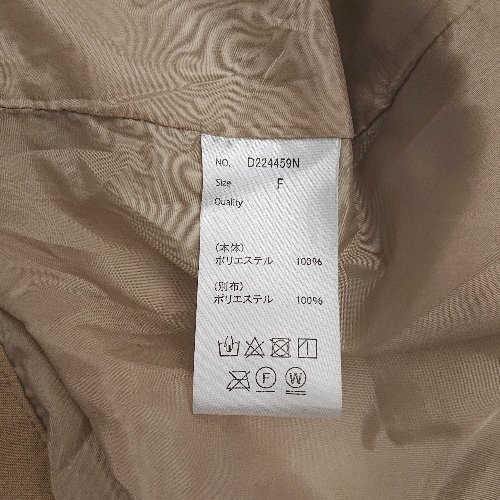 NO. D224459N
Size F
Quality
(本体)
ポリエステル 100%
(別布)
ポリエステル 100%
F W